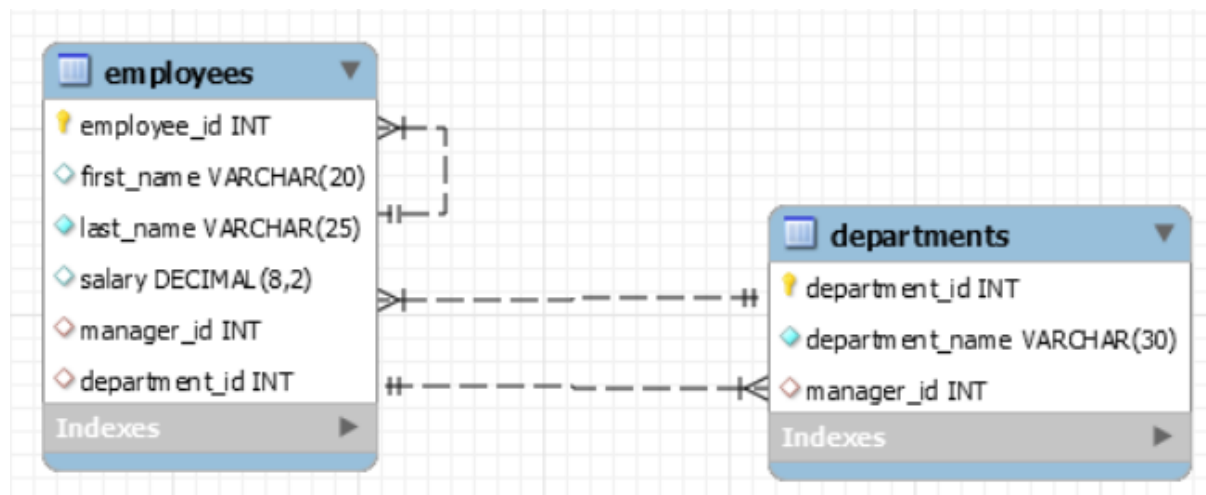 employees
employee_id INT
first_name VARCHAR(20)
last_name VARCHAR(25)
salary DECIMAL(8,2)
manager_id INT
department_id INT
Indexes
departments
department_id INT
department_name VARCHAR(30)
manager_id INT
Indexes